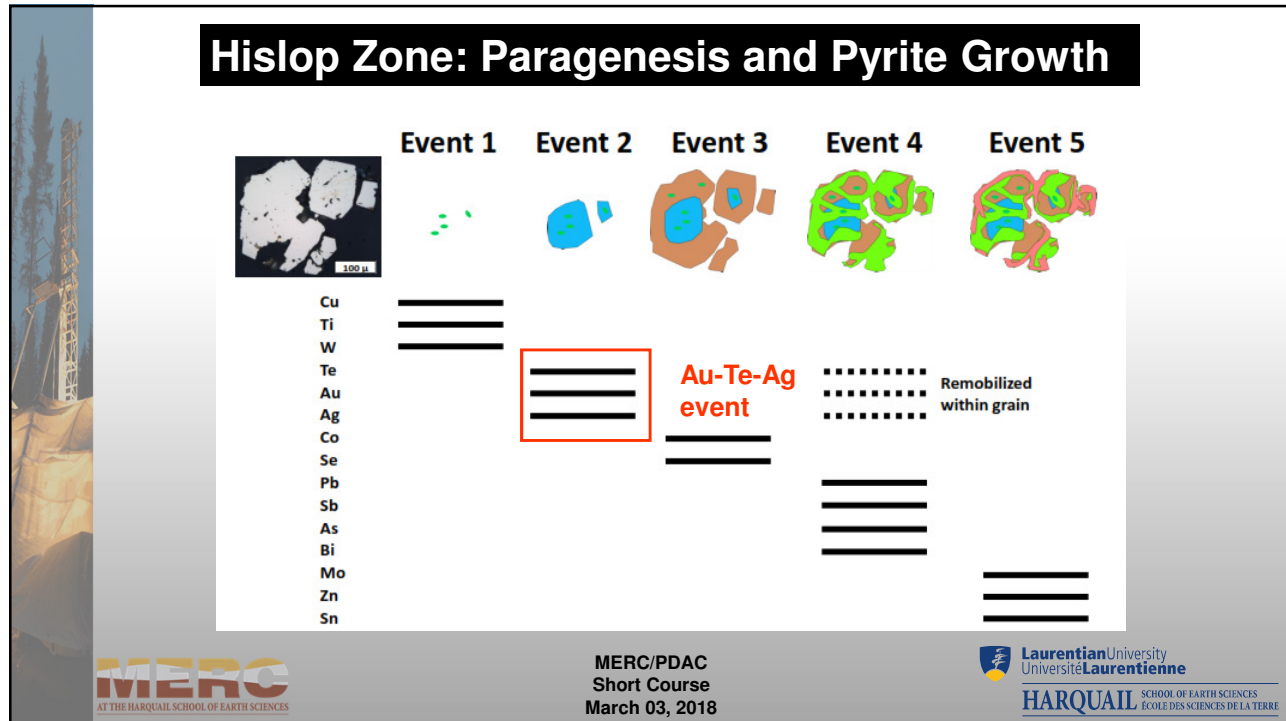 Hislop Zone: Paragenesis and Pyrite Growth
Event 1 Event 2 Event 3 Event 4 Event 5
100 µ
Cu
Ti
W
Te
Au
Ag
Co
Se
Pb
Sb
As
Bi
Mo
Zn
Sn
Au-Te-Ag
event
Remobilized
within grain
MERC
AT THE HARQUAIL SCHOOL OF EARTH SCIENCES
MERC/PDAC
Short Course
March 03, 2018
LaurentianUniversity
UniversitéLaurentienne
HARQUAIL SCHOOL OF EARTH SCIENCES
ÉCOLE DES SCIENCES DE LA TERRE